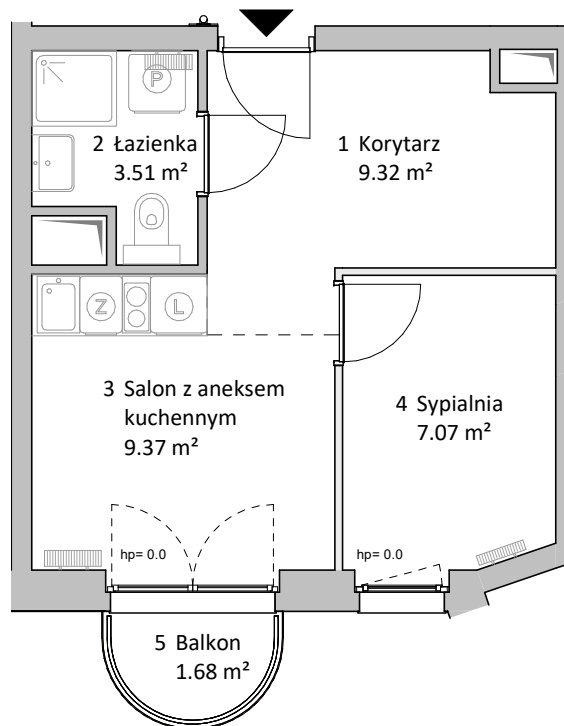 P
2 Łazienka
3.51 m²
1 Korytarz
9.32 m²
Z
L
3 Salon z aneksem
kuchennym
9.37 m²
4 Sypialnia
7.07 m²
hp= 0.0
hp= 0.0
5 Balkon
1.68 m²